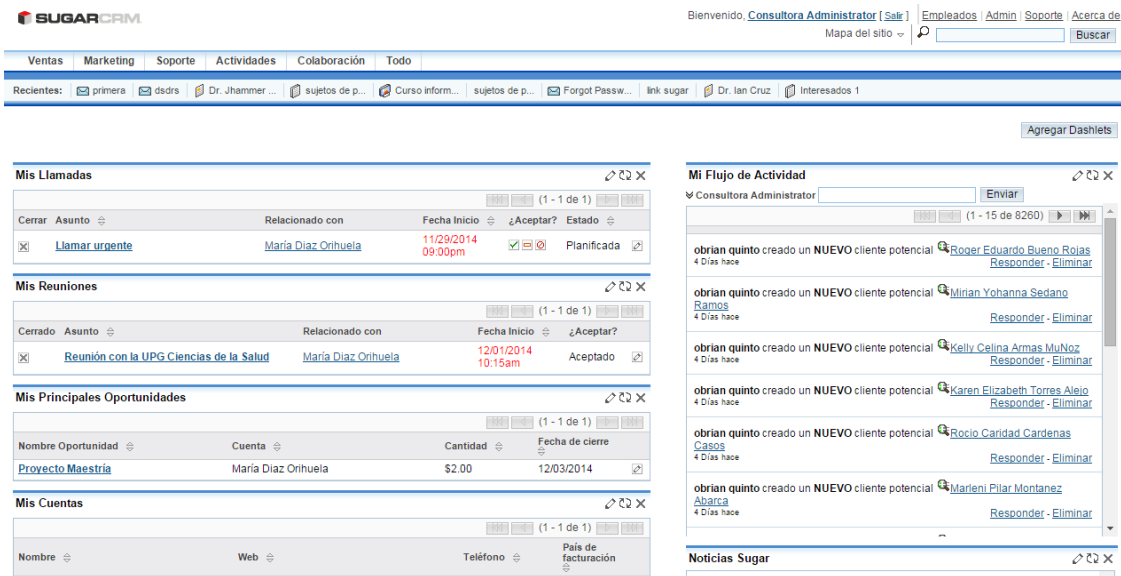 SUGARCRM
Bienvenido, Consultora Administrator [ Salir ] Empleados | Admin | Soporte | Acerca de
Mapa del sitio Buscar
Ventas Marketing Soporte Actividades Colaboración Todo
Recientes: primera dsdrs Dr. Jhammer ... sujetos de p... Curso inform... sujetos de p... Forgot Passw... link sugar Dr. Ian Cruz Interesados 1
Agregar Dashlets
Mis Llamadas
(1 - 1 de 1)
Cerrar Asunto Relacionado con Fecha Inicio ¿Aceptar? Estado
Llamar urgente María Diaz Orihuela 11/29/2014 09:00pm Planificada
Mis Reuniones
(1 - 1 de 1)
Cerrado Asunto Relacionado con Fecha Inicio ¿Aceptar?
Reunión con la UPG Ciencias de la Salud María Diaz Orihuela 12/01/2014 10:15am Aceptado
Mis Principales Oportunidades
(1 - 1 de 1)
Nombre Oportunidad Cuenta Cantidad Fecha de cierre
Proyecto Maestría María Diaz Orihuela $2.00 12/03/2014
Mis Cuentas
(1 - 1 de 1)
Nombre Web Teléfono País de facturación
Mi Flujo de Actividad
Consultora Administrator Enviar
(1 - 15 de 8260)
obrian quinto creado un NUEVO cliente potencial Roger Eduardo Bueno Rojas
4 Días hace Responder - Eliminar
obrian quinto creado un NUEVO cliente potencial Mirian Yohanna Sedano
Ramos
4 Días hace Responder - Eliminar
obrian quinto creado un NUEVO cliente potencial Kelly Celina Armas MuNoz
4 Días hace Responder - Eliminar
obrian quinto creado un NUEVO cliente potencial Karen Elizabeth Torres Alejo
4 Días hace Responder - Eliminar
obrian quinto creado un NUEVO cliente potencial Rocio Caridad Cardenas
Casos
4 Días hace Responder - Eliminar
obrian quinto creado un NUEVO cliente potencial Marleni Pilar Montanez
Abarca
4 Días hace Responder - Eliminar
Noticias Sugar